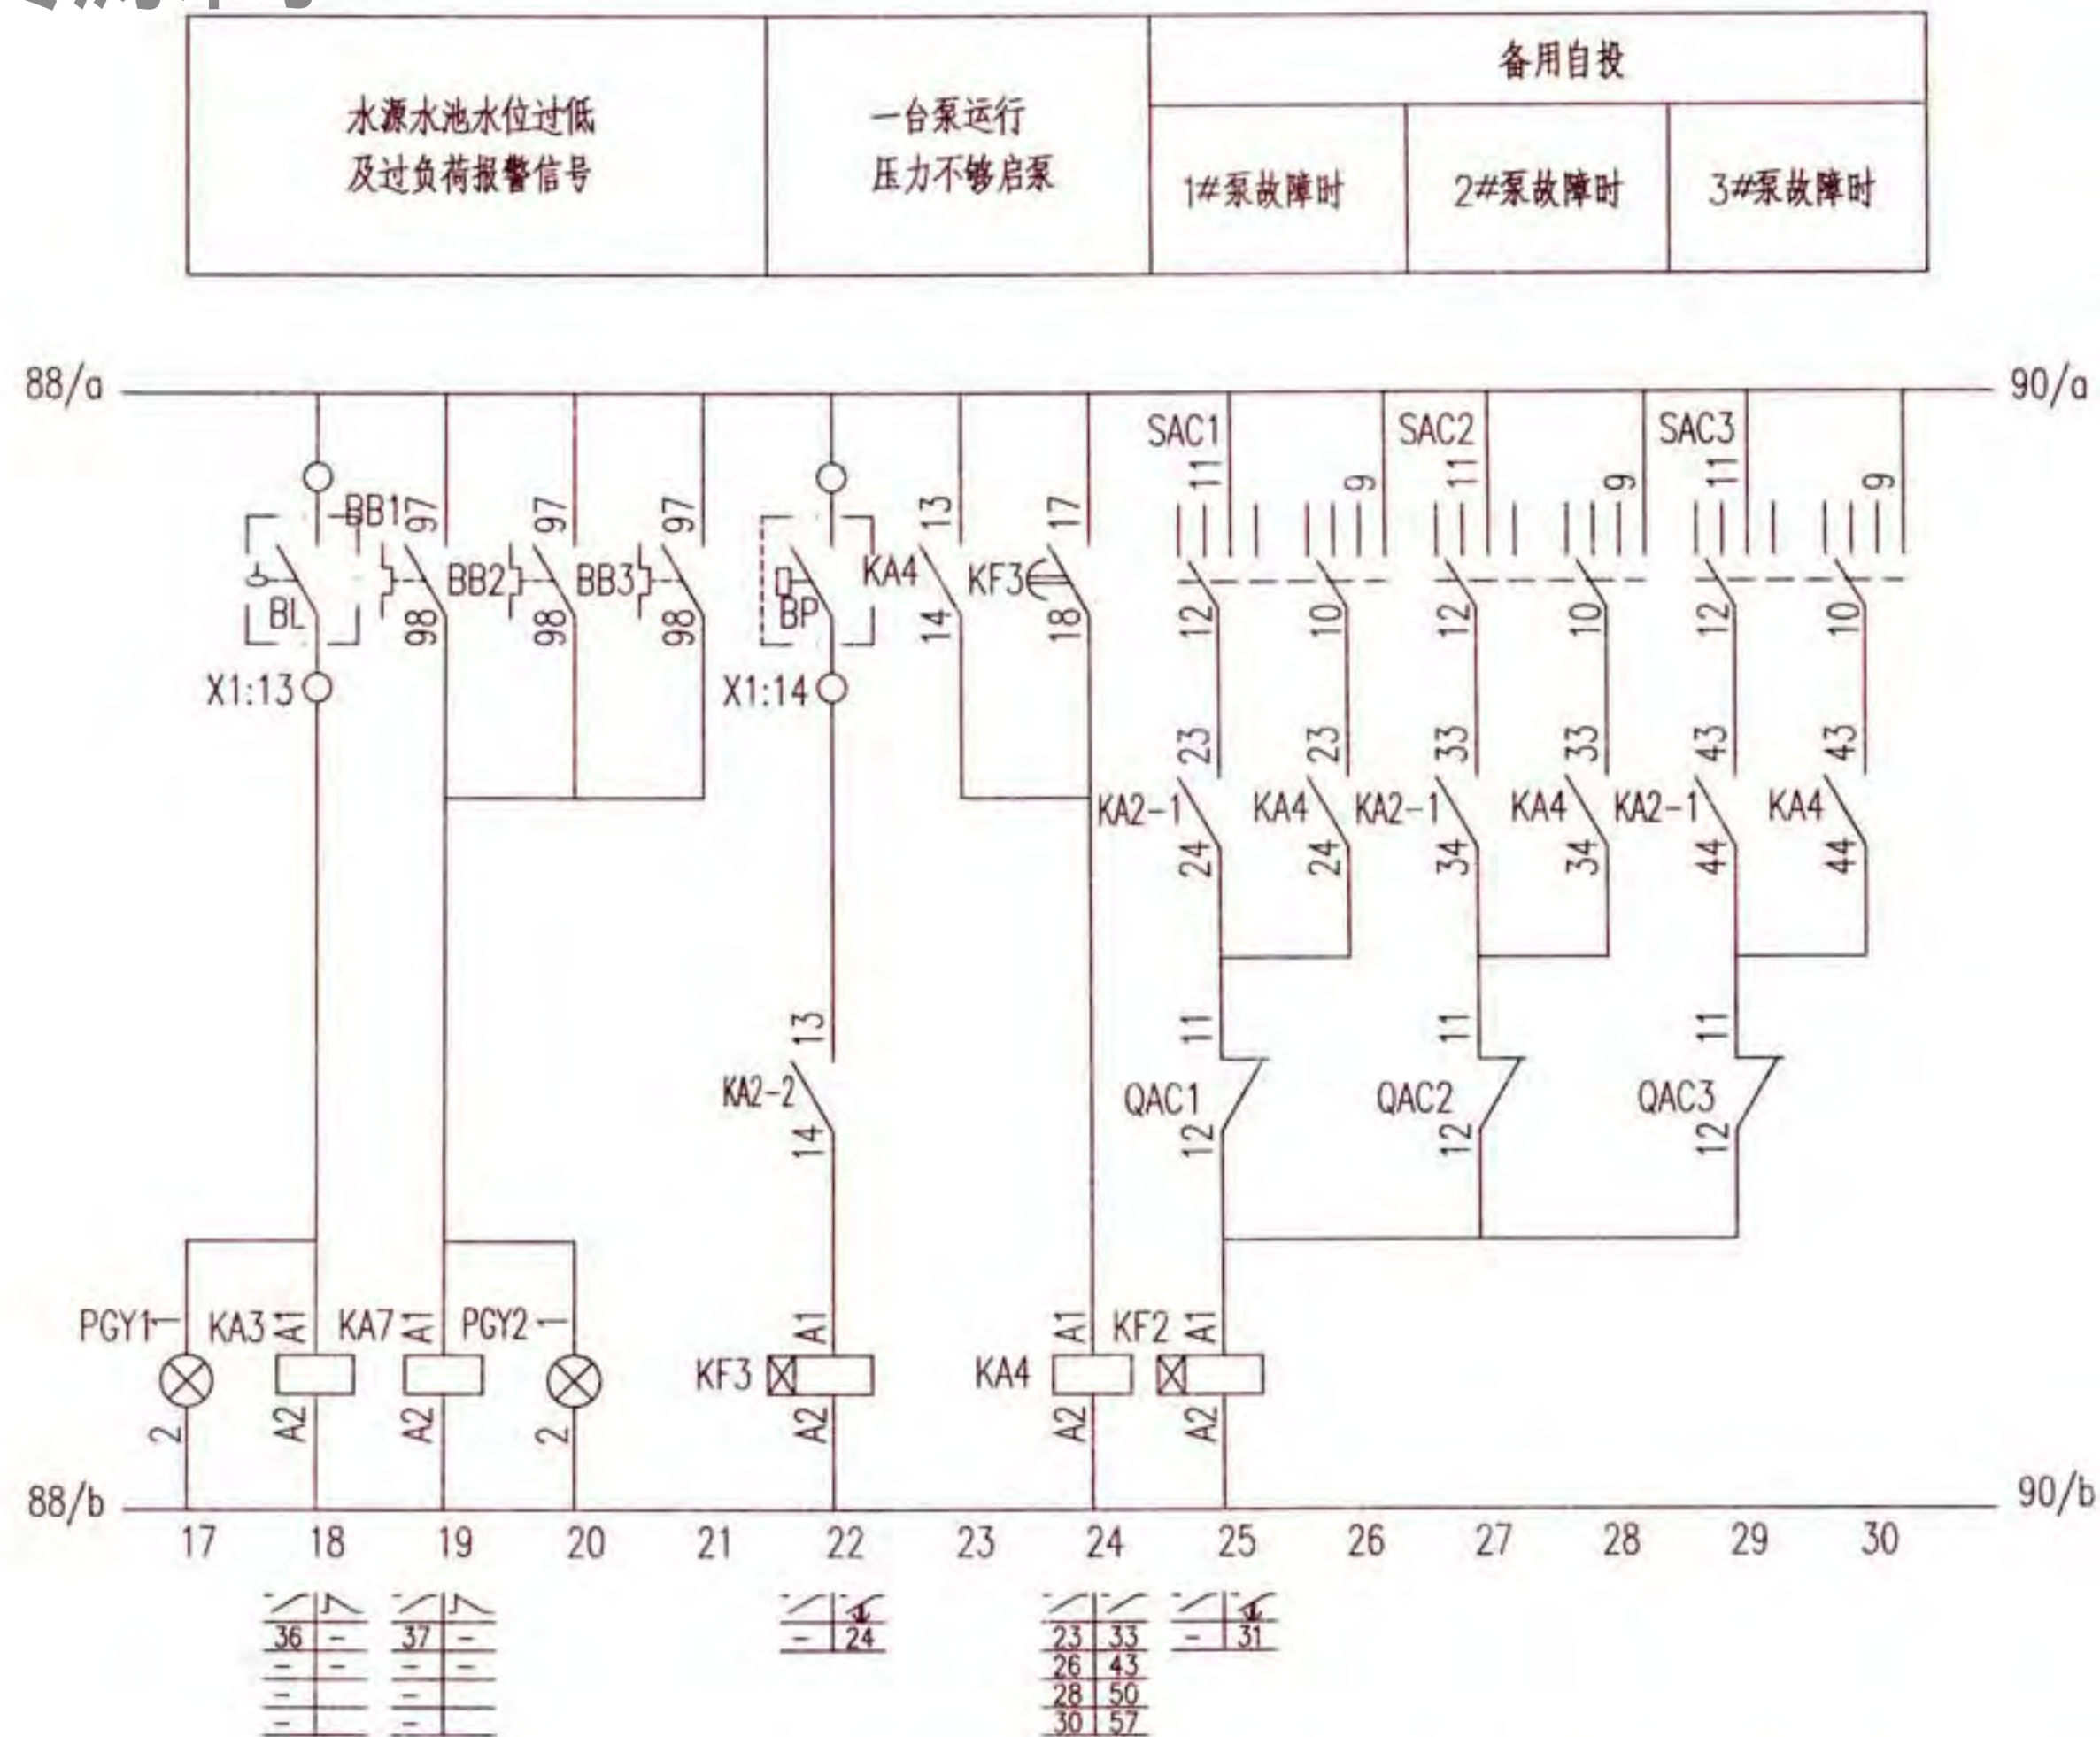 备用自投
水源水池水位过低
及过负荷报警信号
一台泵运行
压力不够启泵
1#泵故障时
2#泵故障时
3#泵故障时
88/a
90/a
SAC1
SAC2
SAC3
11
9
11
9
11
9
BB1
97
97
97
13
17
BL
BB2
BB3
BP
KA4
KF3
98
98
98
14
18
12
10
12
10
12
10
X1:13
X1:14
23
23
33
33
43
43
KA2-1
KA4
KA2-1
KA4
KA2-1
KA4
24
24
34
34
44
44
13
11
11
11
KA2-2
QAC1
QAC2
QAC3
14
12
12
12
PGY1
KA3
A1
KA7
A1
PGY2
A1
A1
KF2
A1
KF3
KA4
2
A2
A2
2
A2
A2
A2
88/b
90/b
17 18 19 20 21 22 23 24 25 26 27 28 29 30
36 - 37 - - 24 23 33 - 31
- - - - 26 43
- - 28 50
- - 30 57